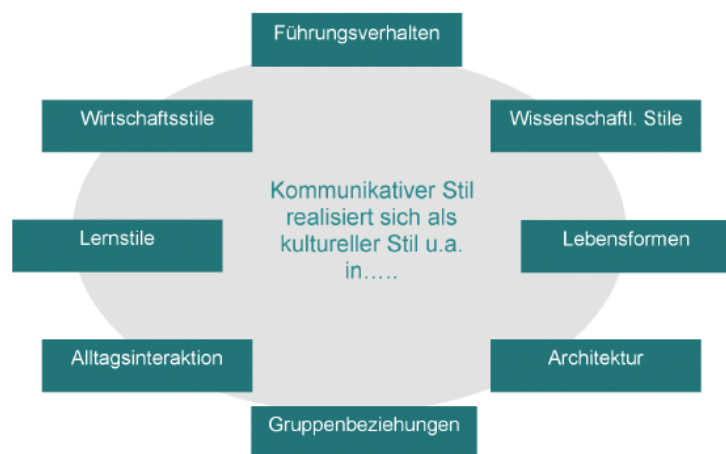 Führungsverhalten
Wirtschaftsstile
Wissenschaftl. Stile
Kommunikativer Stil
realisiert sich als
kultureller Stil u.a.
in.....
Lernstile
Lebensformen
Alltagsinteraktion
Architektur
Gruppenbeziehungen